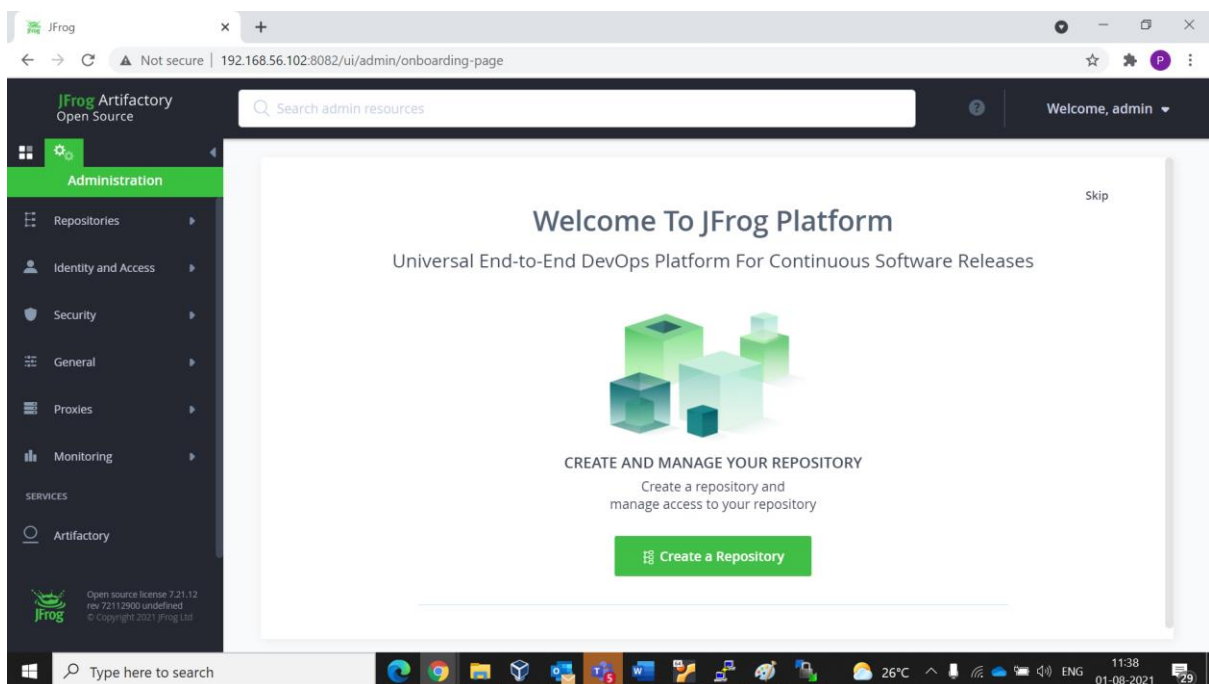 JFrog
Not secure | 192.168.56.102:8082/ui/admin/onboarding-page
P
JFrog Artifactory
Open Source
Search admin resources
Welcome, admin
Administration
Repositories
Identity and Access
Security
General
Proxies
Monitoring
SERVICES
Artifactory
JFrog
Open source license 7.21.12
rev 72112900 undefined
© Copyright 2021 JFrog Ltd
Skip
Welcome To JFrog Platform
Universal End-to-End DevOps Platform For Continuous Software Releases
CREATE AND MANAGE YOUR REPOSITORY
Create a repository and
manage access to your repository
Create a Repository
Type here to search
26°C
ENG
11:38
01-08-2021
29